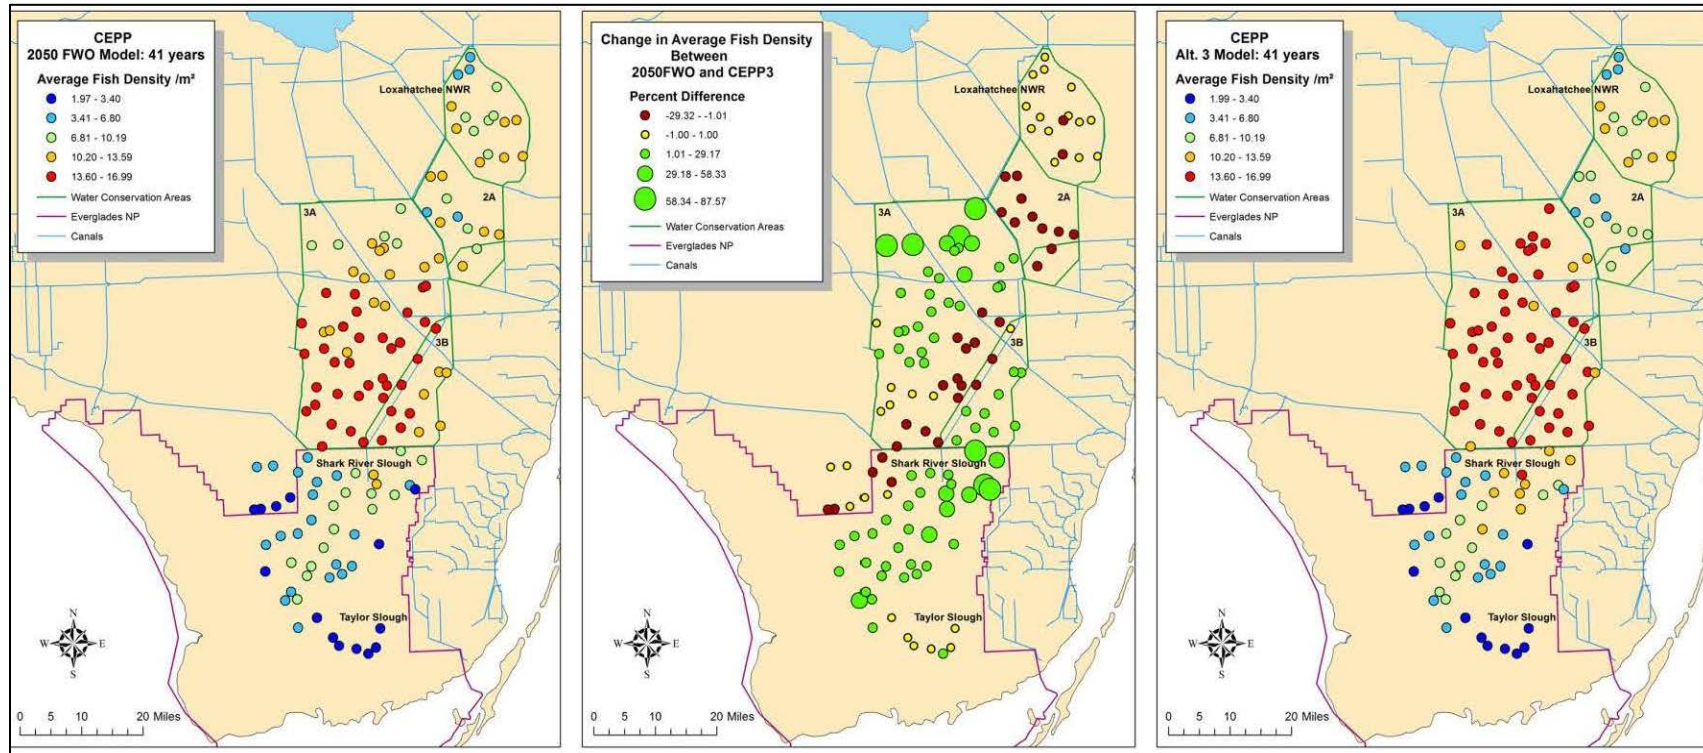 CEPP
2050 FWO Model: 41 years
Average Fish Density /m²
1.97 - 3.40
3.41 - 6.80
6.81 - 10.19
10.20 - 13.59
13.60 - 16.99
Water Conservation Areas
Everglades NP
Canals
Loxahatchee NWR
2A
3A
3B
Shark River Slough
Taylor Slough
N
W E
S
0 5 10 20 Miles
Change in Average Fish Density
Between
2050FWO and CEPP3
Percent Difference
-29.32 - -1.01
-1.00 - 1.00
1.01 - 29.17
29.18 - 58.33
58.34 - 87.57
Water Conservation Areas
Everglades NP
Canals
Loxahatchee NWR
2A
3A
3B
Shark River Slough
Taylor Slough
N
W E
S
0 5 10 20 Miles
CEPP
Alt. 3 Model: 41 years
Average Fish Density /m²
1.99 - 3.40
3.41 - 6.80
6.81 - 10.19
10.20 - 13.59
13.60 - 16.99
Water Conservation Areas
Everglades NP
Canals
Loxahatchee NWR
2A
3A
3B
Shark River Slough
Taylor Slough
N
W E
S
0 5 10 20 Miles